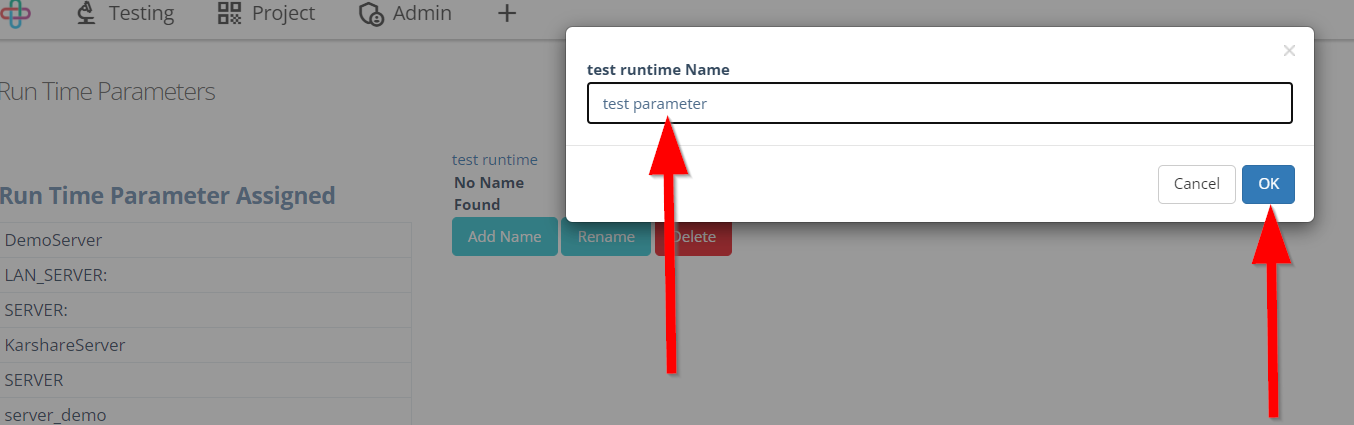 Testing
Project
Admin
Run Time Parameters
Run Time Parameter Assigned
DemoServer
LAN_SERVER:
SERVER:
KarshareServer
SERVER
server_demo
test runtime
No Name
Found
Add Name
Rename
Delete
×
test runtime Name
test parameter
Cancel
OK